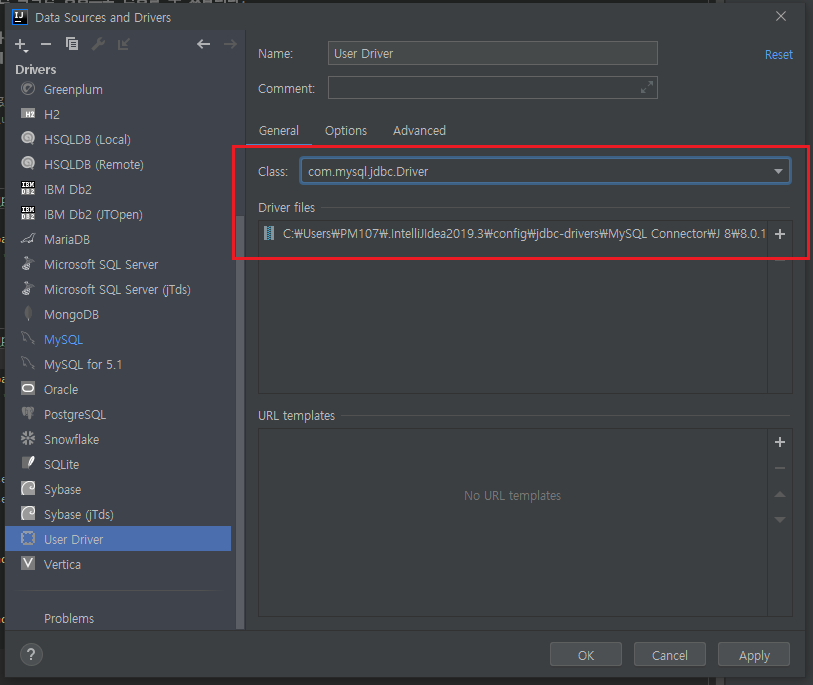 Data Sources and Drivers
Drivers
Greenplum
H2
HSQLDB (Local)
HSQLDB (Remote)
IBM Db2
IBM Db2 (JTOpen)
MariaDB
Microsoft SQL Server
Microsoft SQL Server (jTds)
MongoDB
MySQL
MySQL for 5.1
Oracle
PostgreSQL
Snowflake
SQLite
Sybase
Sybase (jTds)
User Driver
Vertica
Problems
Name: User Driver
Reset
Comment:
General Options Advanced
Class: com.mysql.jdbc.Driver
Driver files
C:₩Users₩PM107₩.IntelliJIdea2019.3₩config₩jdbc-drivers₩MySQL Connector₩J 8₩8.0.1
URL templates
No URL templates
? OK Cancel Apply